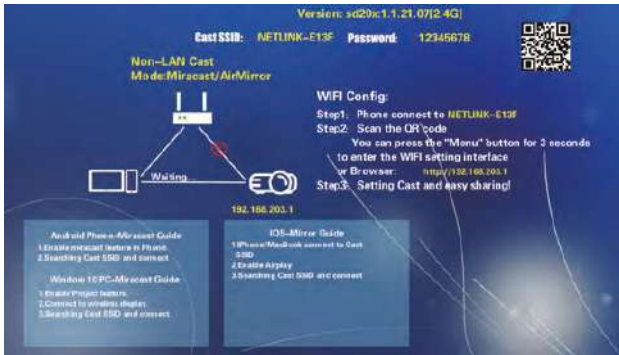 Version: sd20x:1.1.21.07[2.4G]
Cast SSID: NETLINK-E13F Password: 12345678
Non-LAN Cast
Mode:Miracast/AirMirror
Waiting...
192.168.203.1
WIFI Config:
Step1: Phone connect to NETLINK-E13F
Step2: Scan the QR code
You can press the "Menu" button for 3 seconds
to enter the WIFI setting interface
or Browser: http://192.168.203.1
Step3: Setting Cast and easy sharing!
Android Phone-Miracast Guide
1.Enable miracast feature in Phone.
2.Searching Cast SSID and connect
Window 10 PC-Miracast Guide
1.Enable Project feature.
2.Connect to wireless display.
3.Searching Cast SSID and connect.
IOS-Mirror Guide
1.IPhone/MacBook connect to Cast
SSID
2.Enable Airplay
3.Searching Cast SSID and connect